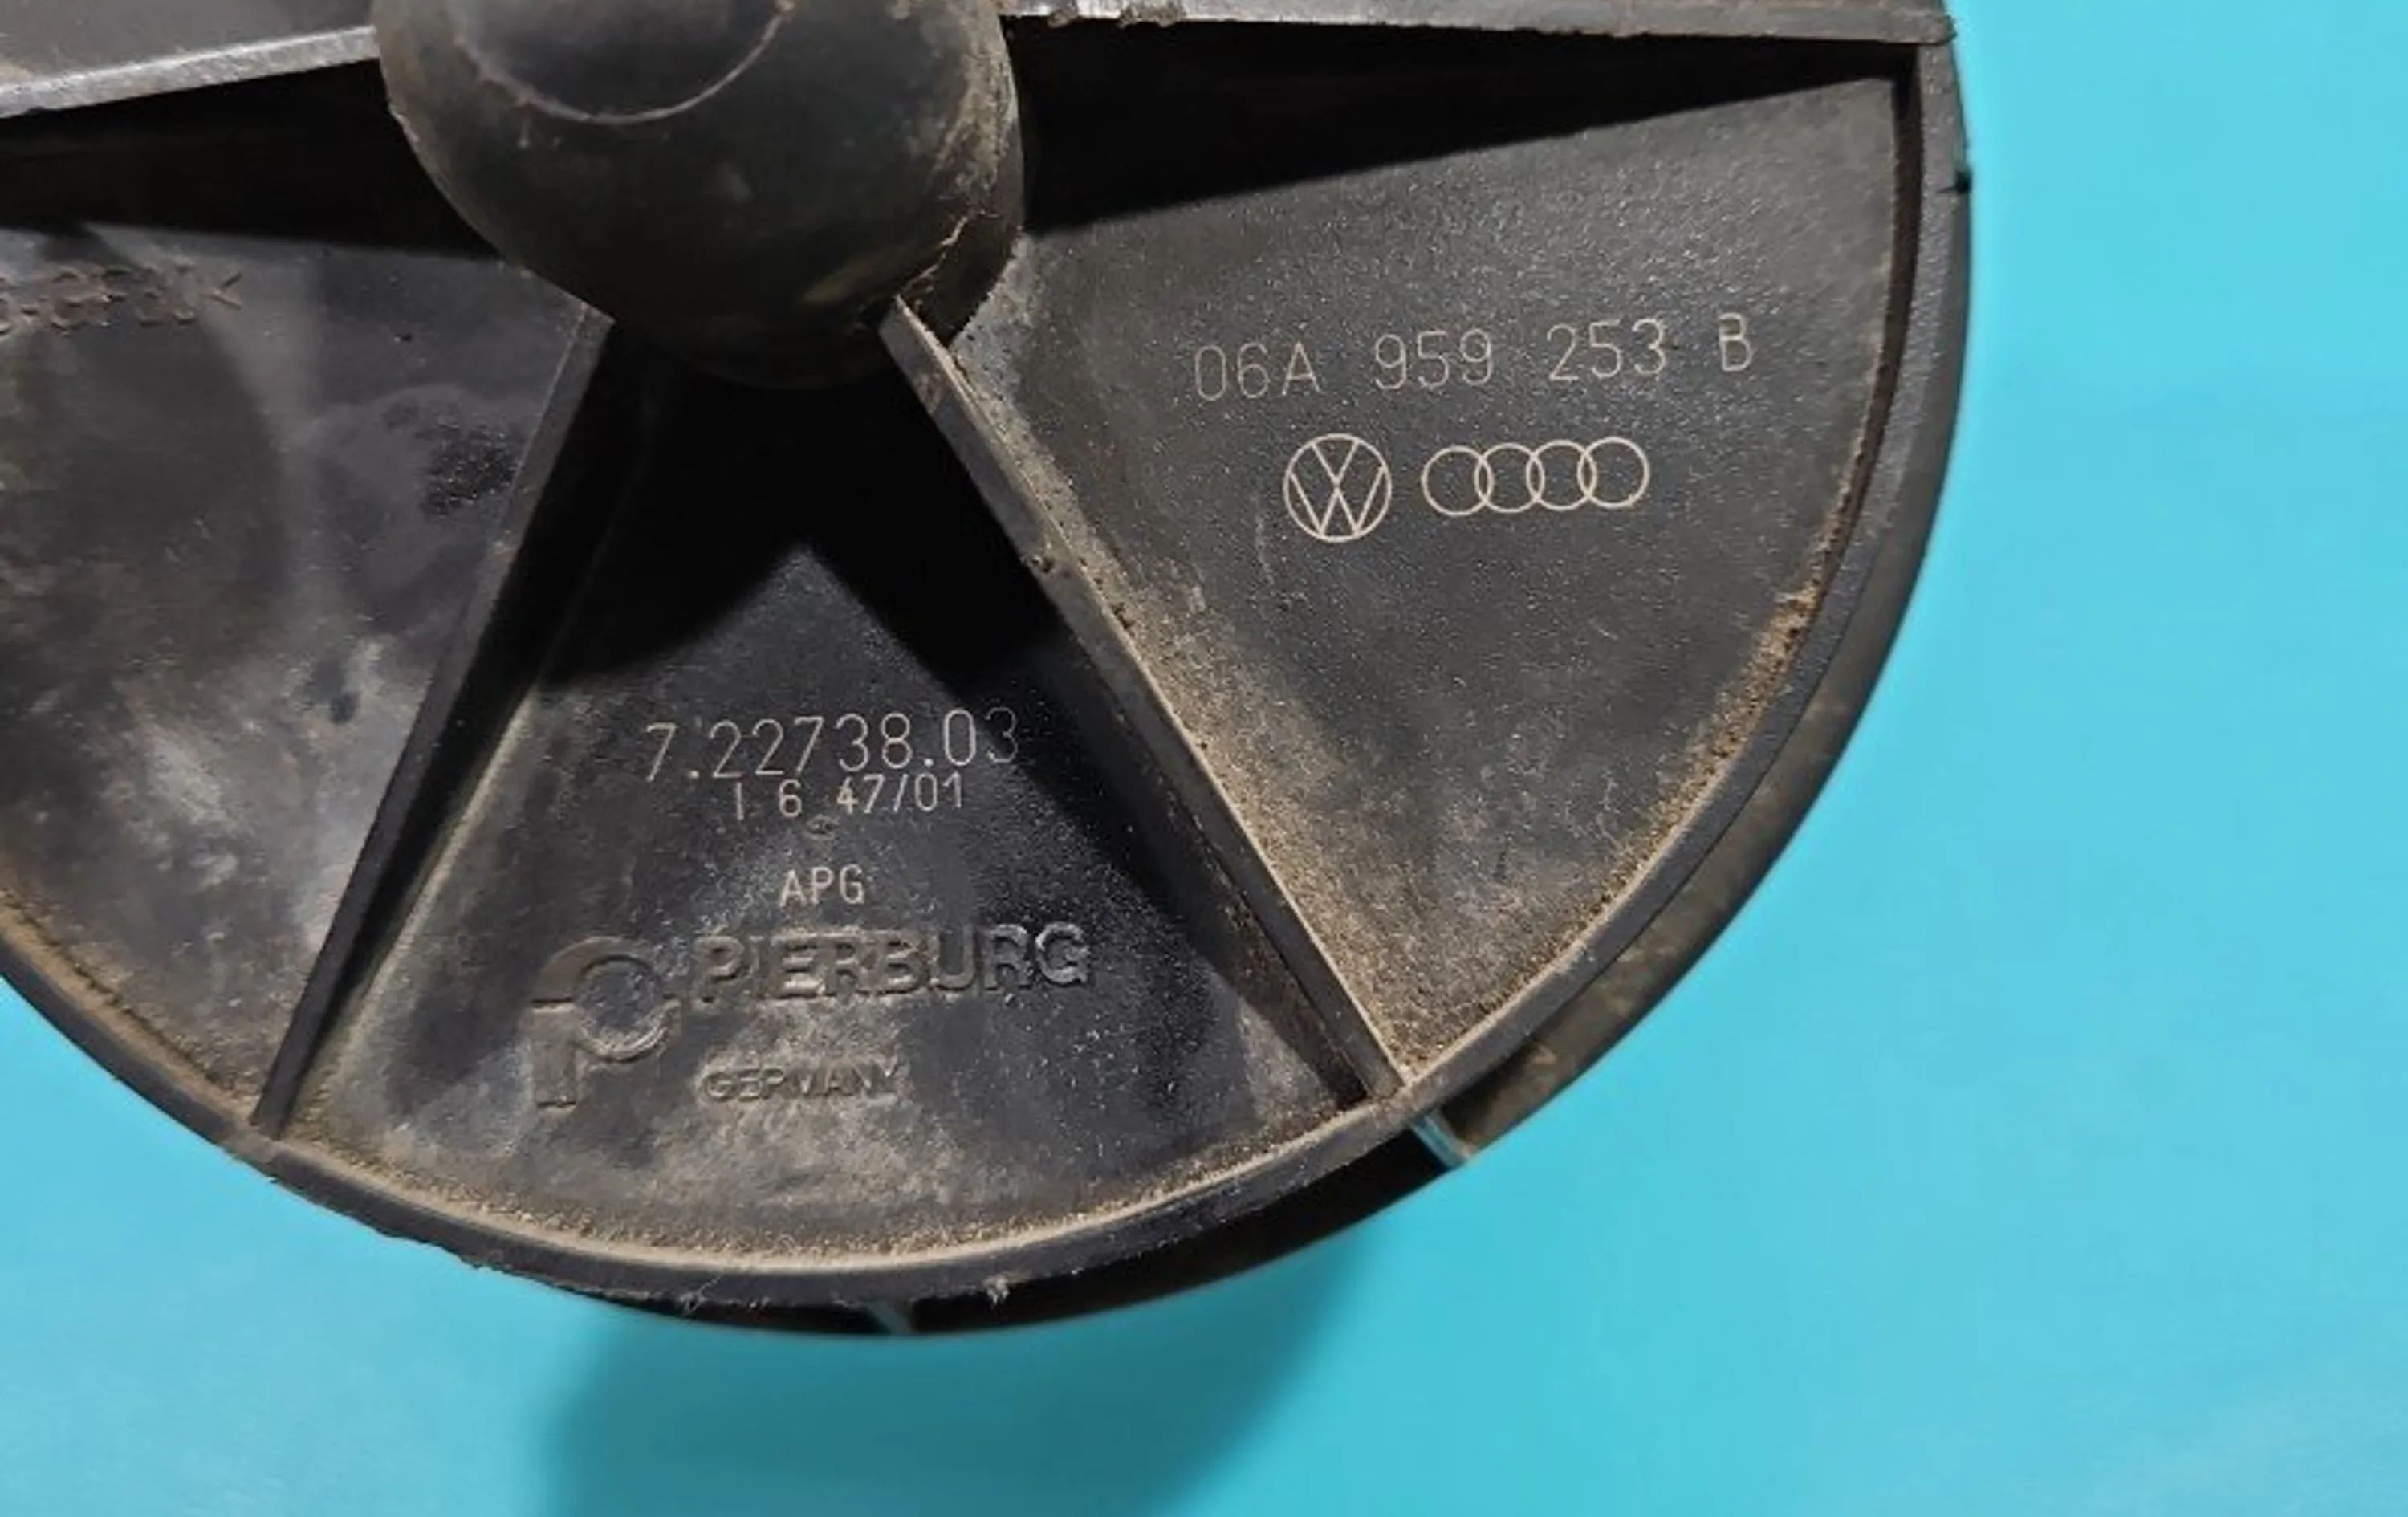 06A 959 253 B
7.22738.03
1 6 47/01
APG
PIERBURG
GERMANY